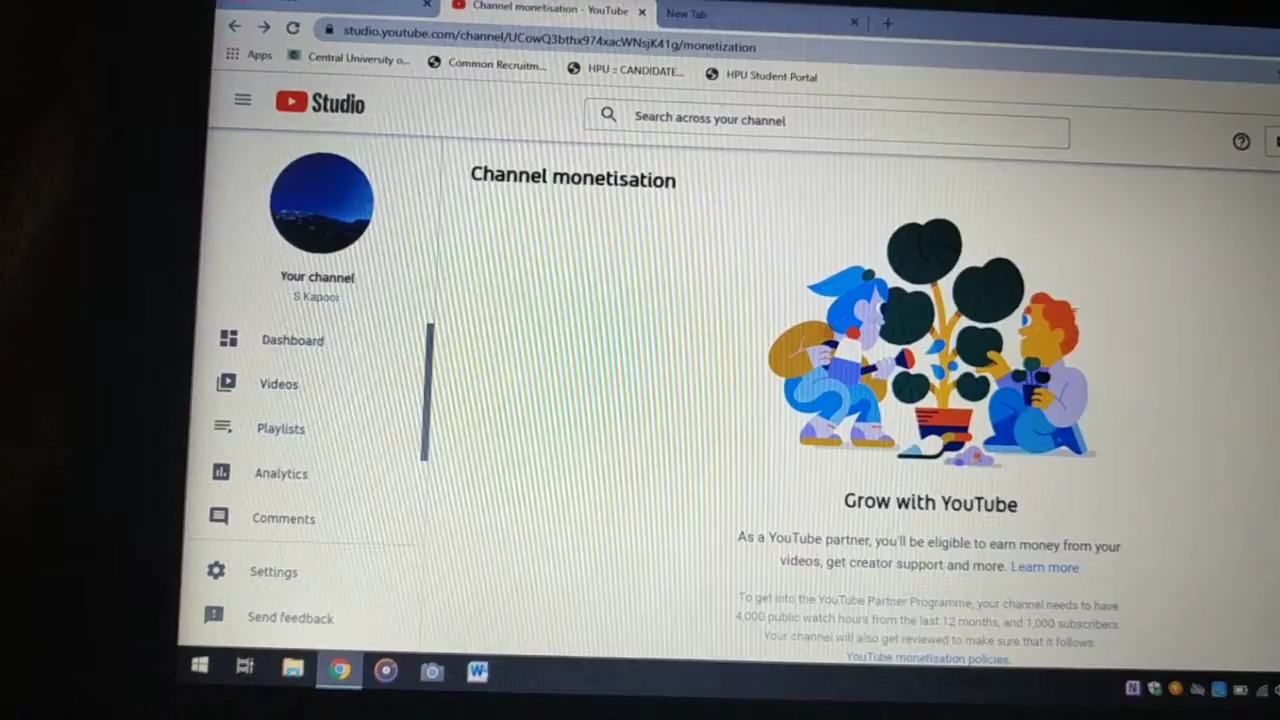 Channel monetisation - YouTube
New Tab
studio.youtube.com/channel/UCowQ3bthx974xacWNsjK41g/monetization
Apps
Central University o...
Common Recruitm...
HPU :: CANDIDATE...
HPU Student Portal
Studio
Search across your channel
Channel monetisation
Your channel
S Kapoor
Dashboard
Videos
Playlists
Analytics
Comments
Settings
Send feedback
Grow with YouTube
As a YouTube partner, you'll be eligible to earn money from your
videos, get creator support and more. Learn more
To get into the YouTube Partner Programme, your channel needs to have
4,000 public watch hours from the last 12 months, and 1,000 subscribers.
Your channel will also get reviewed to make sure that it follows
YouTube monetisation policies.